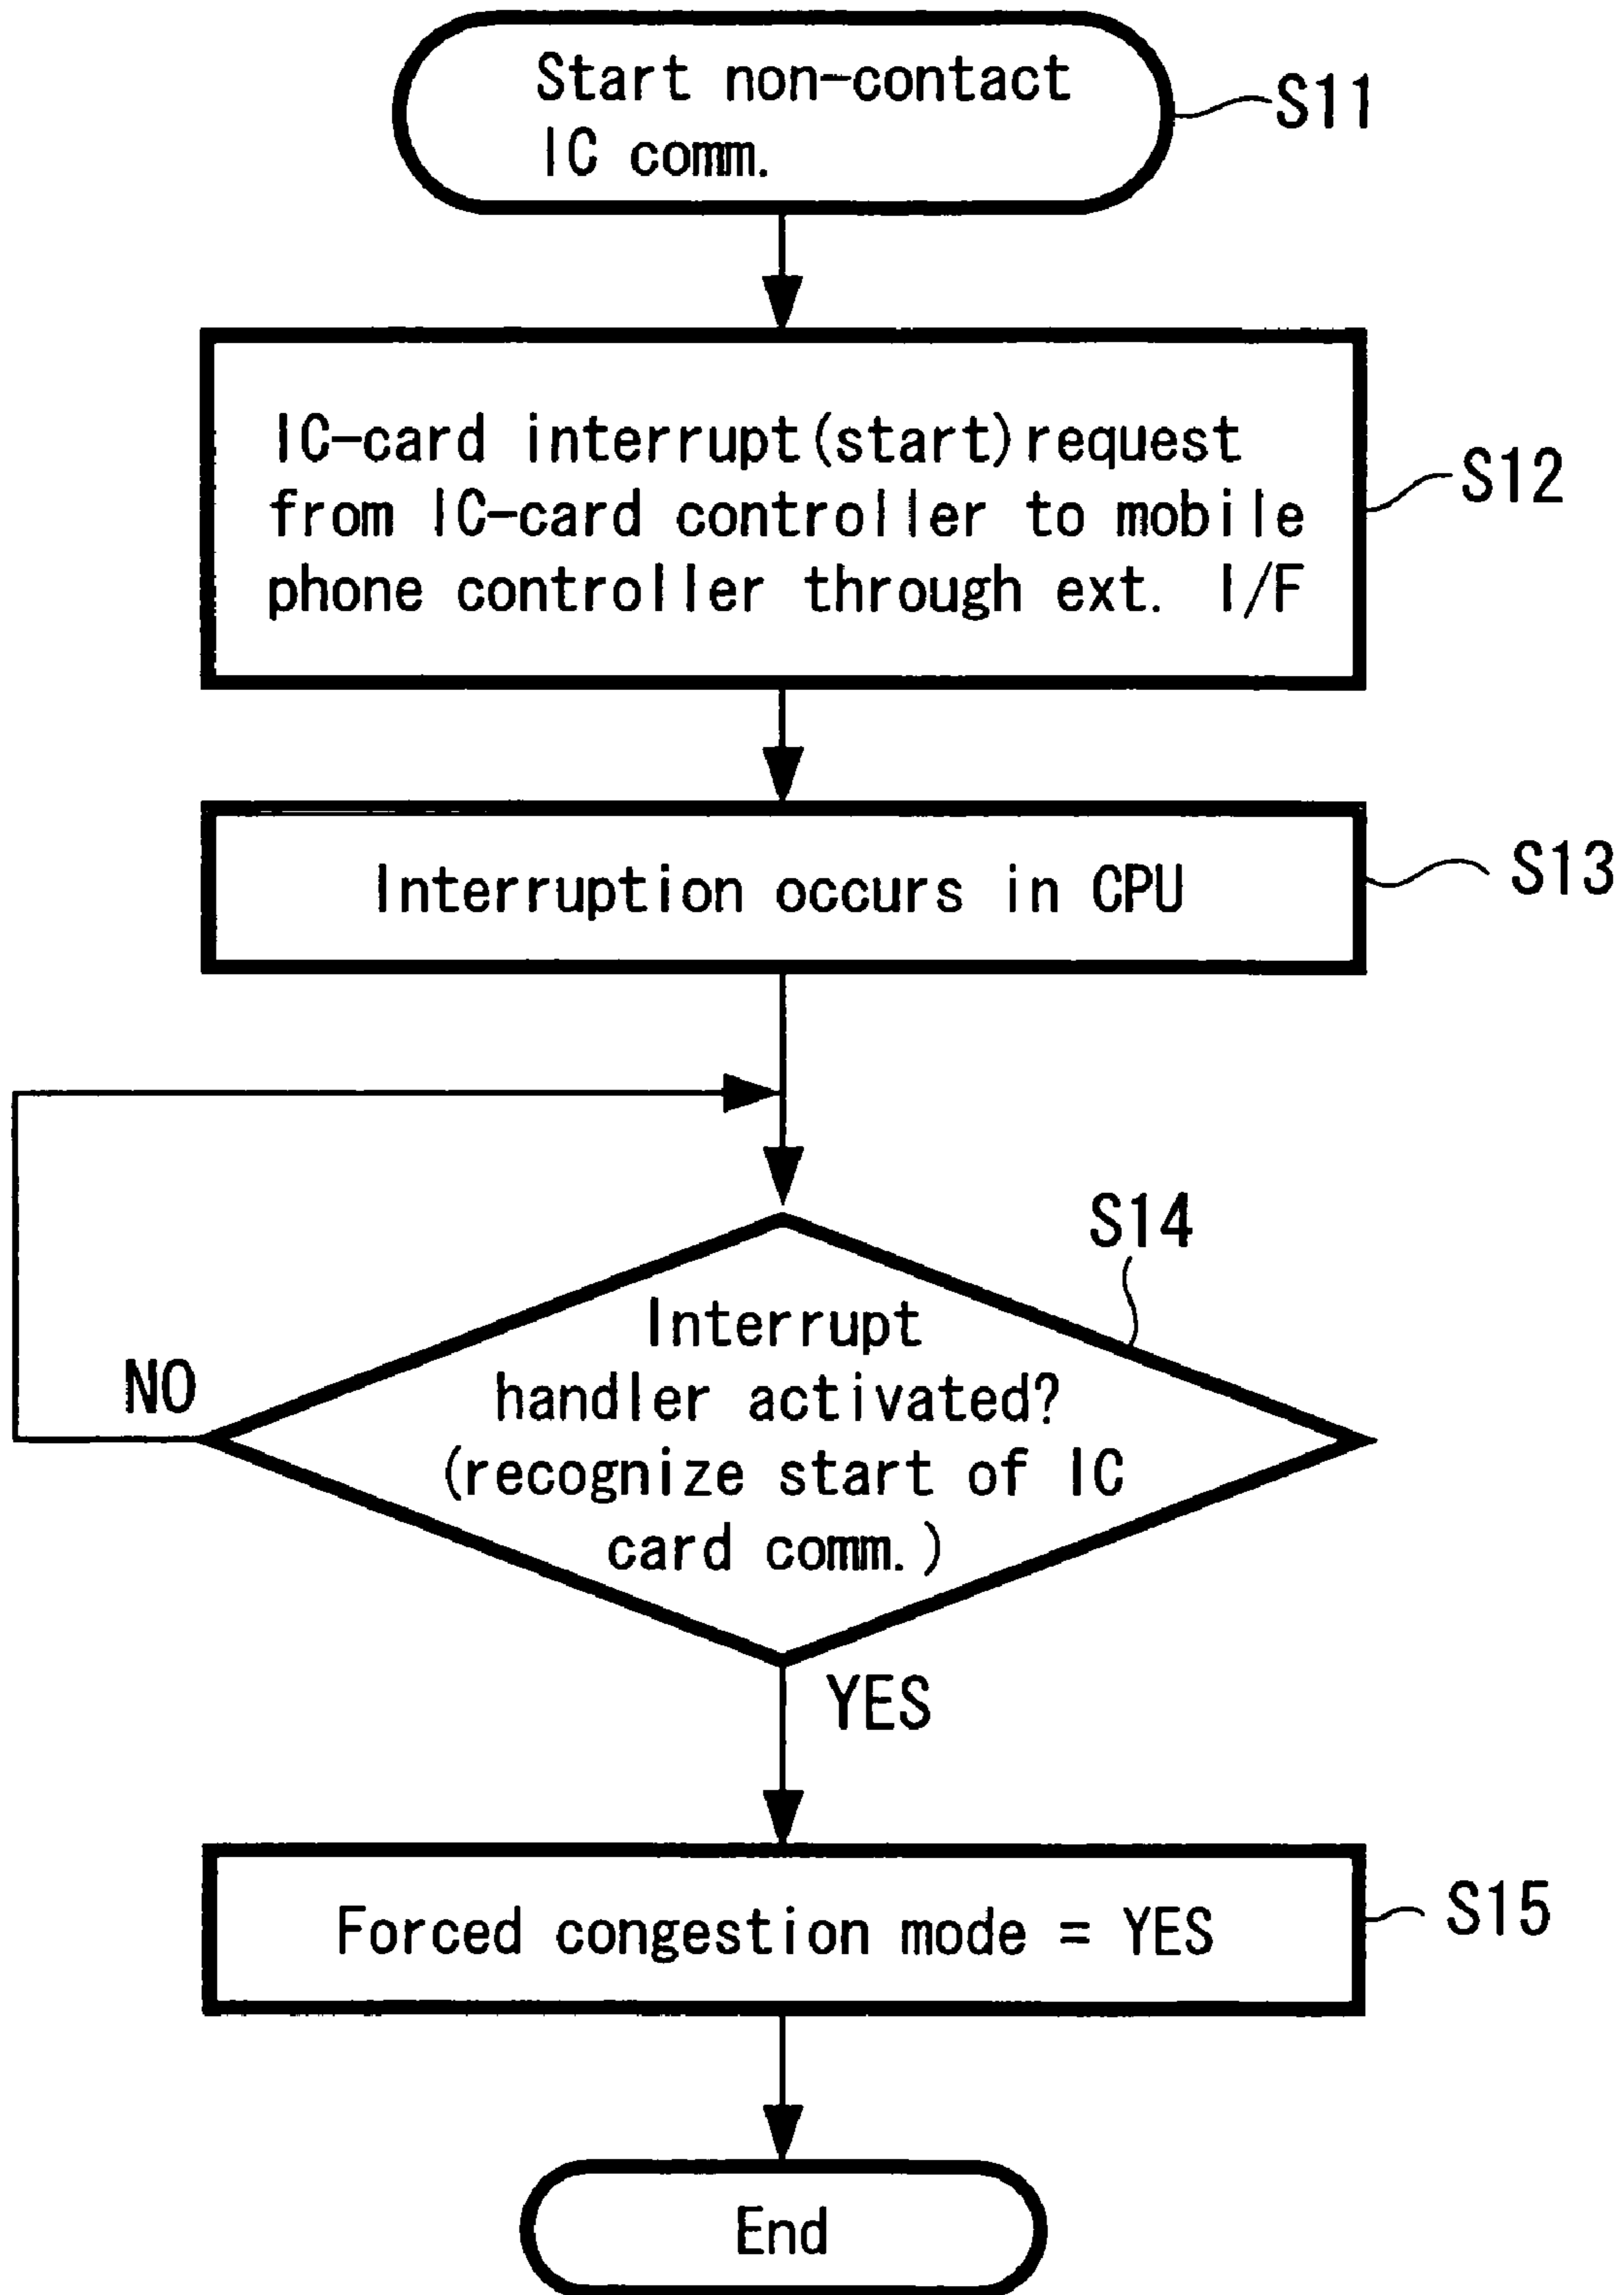 Start non-contact
IC comm.
S11
IC-card interrupt(start)request
from IC-card controller to mobile
phone controller through ext. I/F
S12
Interruption occurs in CPU
S13
S14
Interrupt
handler activated?
(recognize start of IC
card comm.)
NO
YES
Forced congestion mode = YES
S15
End